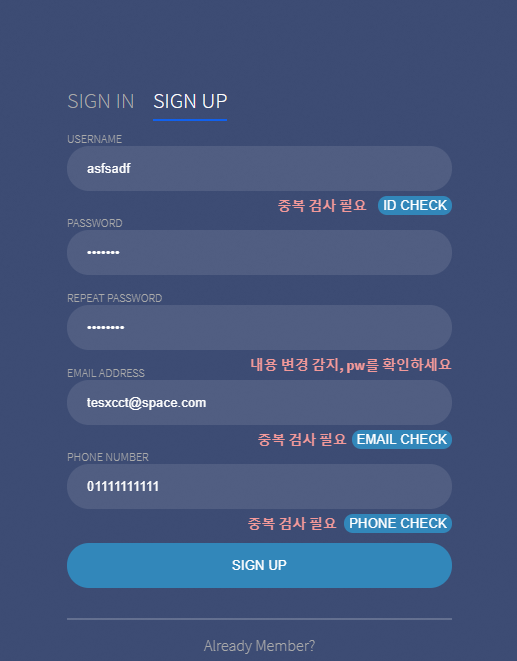 SIGN IN SIGN UP
USERNAME
asfsadf
중복 검사 필요 ID CHECK
PASSWORD
•••••••
REPEAT PASSWORD
••••••••
내용 변경 감지, pw를 확인하세요
EMAIL ADDRESS
tesxcct@space.com
중복 검사 필요 EMAIL CHECK
PHONE NUMBER
01111111111
중복 검사 필요 PHONE CHECK
SIGN UP
Already Member?